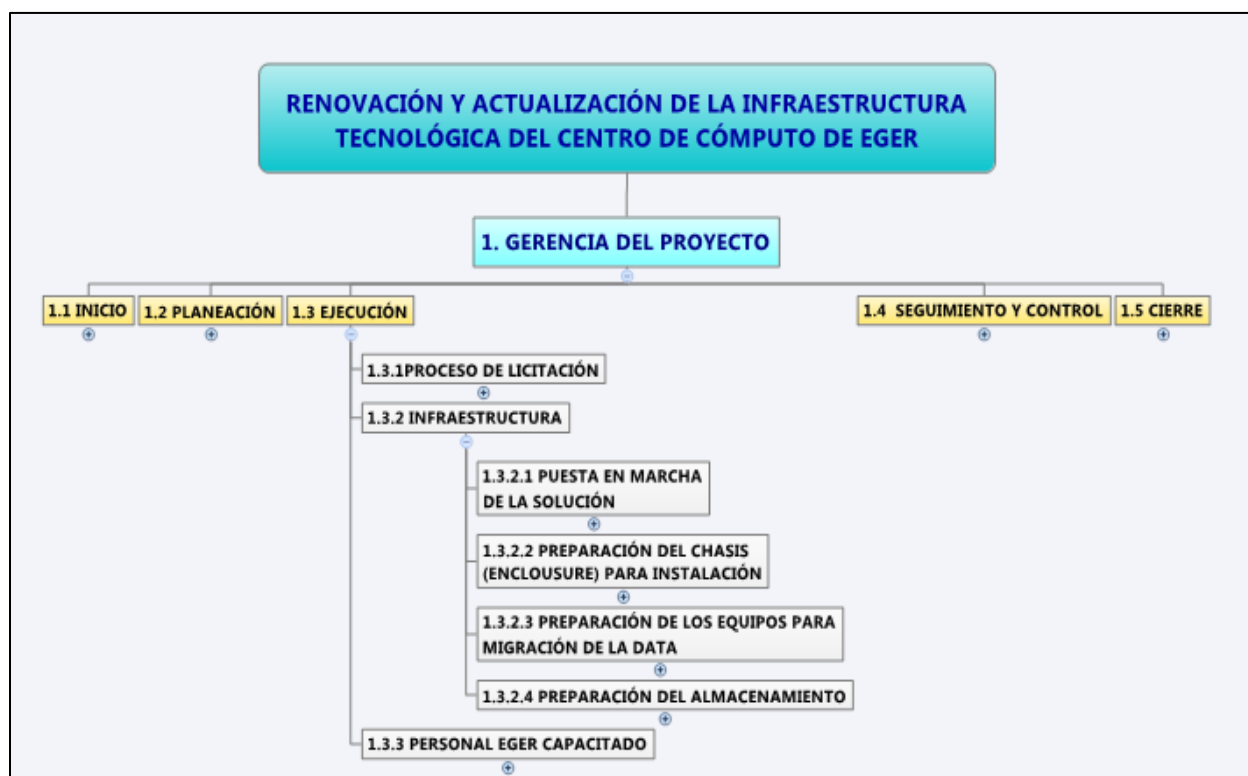 RENOVACIÓN Y ACTUALIZACIÓN DE LA INFRAESTRUCTURA
TECNOLÓGICA DEL CENTRO DE CÓMPUTO DE EGER
1. GERENCIA DEL PROYECTO
1.1 INICIO
1.2 PLANEACIÓN
1.3 EJECUCIÓN
1.4 SEGUIMIENTO Y CONTROL
1.5 CIERRE
1.3.1PROCESO DE LICITACIÓN
1.3.2 INFRAESTRUCTURA
1.3.2.1 PUESTA EN MARCHA
DE LA SOLUCIÓN
1.3.2.2 PREPARACIÓN DEL CHASIS
(ENCLOUSURE) PARA INSTALACIÓN
1.3.2.3 PREPARACIÓN DE LOS EQUIPOS PARA
MIGRACIÓN DE LA DATA
1.3.2.4 PREPARACIÓN DEL ALMACENAMIENTO
1.3.3 PERSONAL EGER CAPACITADO